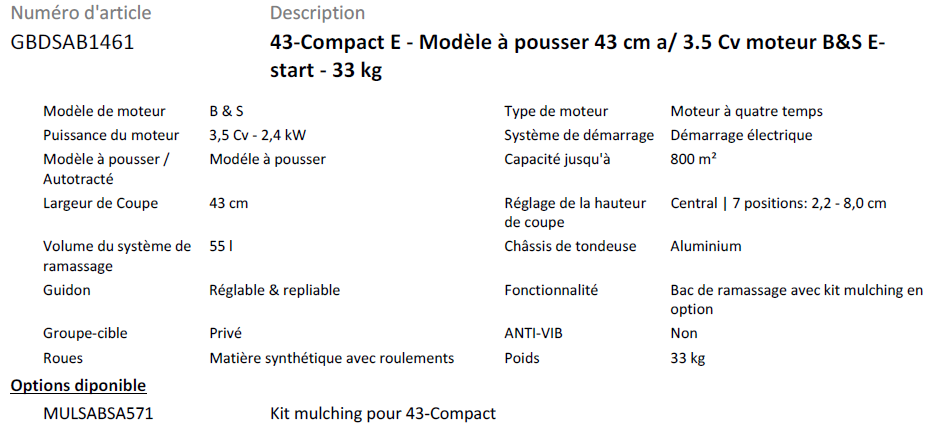 Numéro d'article Description
GBDSAB1461 43-Compact E - Modèle à pousser 43 cm a/ 3.5 Cv moteur B&S E-
start - 33 kg
Modèle de moteur B & S Type de moteur Moteur à quatre temps
Puissance du moteur 3,5 Cv - 2,4 kW Système de démarrage Démarrage électrique
Modèle à pousser / Modéle à pousser Capacité jusqu'à 800 m²
Autotracté
Largeur de Coupe 43 cm Réglage de la hauteur Central | 7 positions: 2,2 - 8,0 cm
de coupe
Volume du système de 55 l Châssis de tondeuse Aluminium
ramassage
Guidon Réglable & repliable Fonctionnalité Bac de ramassage avec kit mulching en
option
Groupe-cible Privé ANTI-VIB Non
Roues Matière synthétique avec roulements Poids 33 kg
Options diponible
MULSABSA571 Kit mulching pour 43-Compact